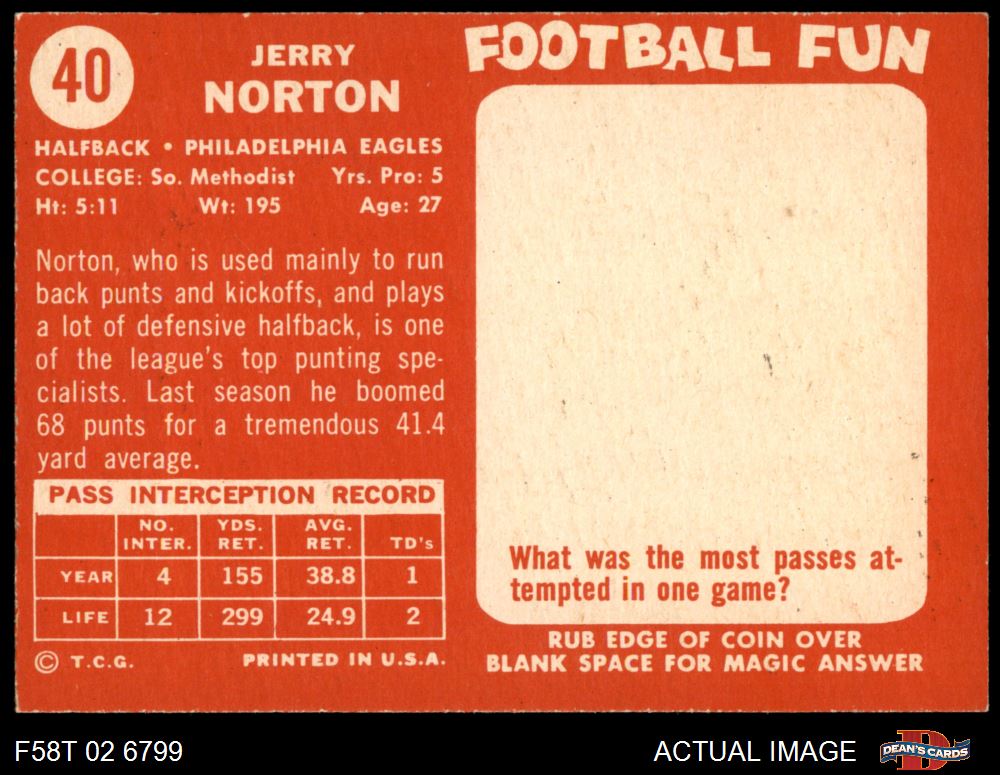 40
JERRY
NORTON
HALFBACK • PHILADELPHIA EAGLES
COLLEGE: So. Methodist Yrs. Pro: 5
Ht: 5:11 Wt: 195 Age: 27
Norton, who is used mainly to run
back punts and kickoffs, and plays
a lot of defensive halfback, is one
of the league's top punting spe-
cialists. Last season he boomed
68 punts for a tremendous 41.4
yard average.
PASS INTERCEPTION RECORD
NO. INTER. YDS. RET. AVG. RET. TD's
YEAR 4 155 38.8 1
LIFE 12 299 24.9 2
© T.C.G. PRINTED IN U.S.A.
FOOTBALL FUN
What was the most passes at-
tempted in one game?
RUB EDGE OF COIN OVER
BLANK SPACE FOR MAGIC ANSWER
F58T 02 6799
ACTUAL IMAGE
D
DEAN'S CARDS